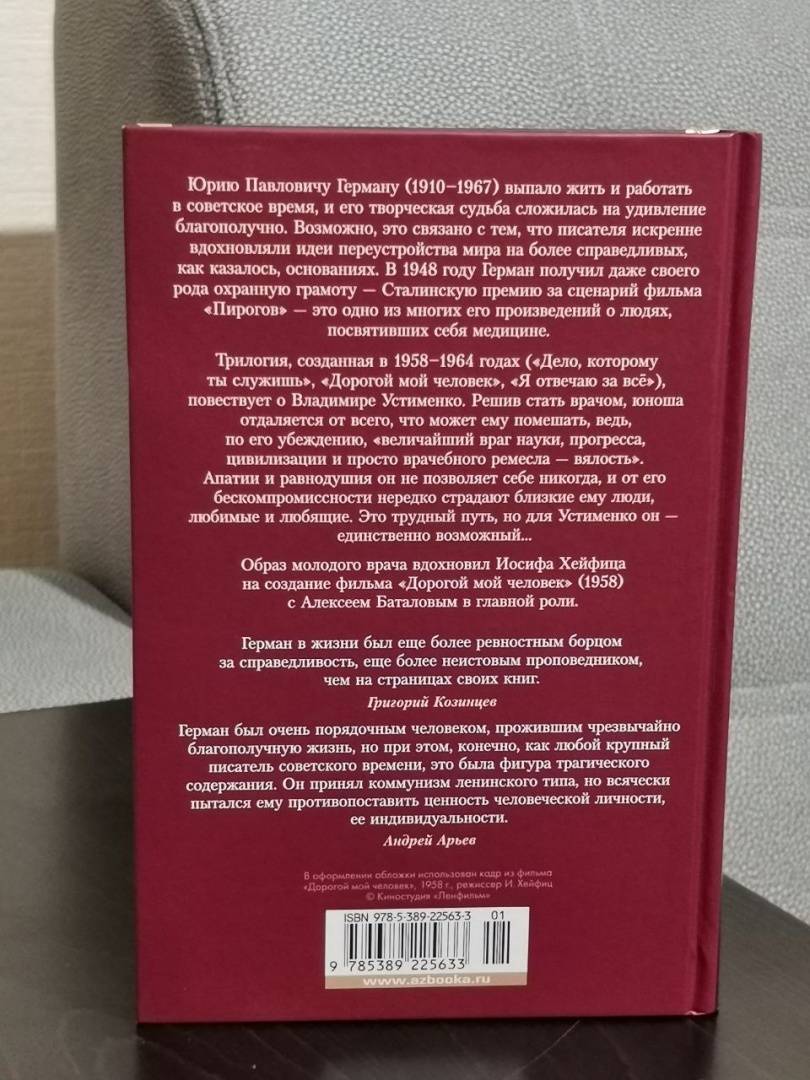 Юрию Павловичу Герману (1910–1967) выпало жить и работать
в советское время, и его творческая судьба сложилась на удивление
благополучно. Возможно, это связано с тем, что писателя искренне
вдохновляли идеи переустройства мира на более справедливых,
как казалось, основаниях. В 1948 году Герман получил даже своего
рода охранную грамоту — Сталинскую премию за сценарий фильма
«Пирогов» — это одно из многих его произведений о людях,
посвятивших себя медицине.
Трилогия, созданная в 1958–1964 годах («Дело, которому
ты служишь», «Дорогой мой человек», «Я отвечаю за всё»),
повествует о Владимире Устименко. Решив стать врачом, юноша
отдаляется от всего, что может ему помешать, ведь,
по его убеждению, «величайший враг науки, прогресса,
цивилизации и просто врачебного ремесла — вялость».
Апатии и равнодушия он не позволяет себе никогда, и от его
бескомпромиссности нередко страдают близкие ему люди,
любимые и любящие. Это трудный путь, но для Устименко он —
единственно возможный...
Образ молодого врача вдохновил Иосифа Хейфица
на создание фильма «Дорогой мой человек» (1958)
с Алексеем Баталовым в главной роли.
Герман в жизни был еще более ревностным борцом
за справедливость, еще более неистовым проповедником,
чем на страницах своих книг.
Григорий Козинцев
Герман был очень порядочным человеком, прожившим чрезвычайно
благополучную жизнь, но при этом, конечно, как любой крупный
писатель советского времени, это была фигура трагического
содержания. Он принял коммунизм ленинского типа, но всячески
пытался ему противопоставить ценность человеческой личности,
ее индивидуальности.
Андрей Арьев
В оформлении обложки использован кадр из фильма
«Дорогой мой человек», 1958 г., режиссер И. Хейфиц
© Киностудия «Ленфильм»
ISBN 978-5-389-22563-3 01
9 785389 225633
www.azbooka.ru